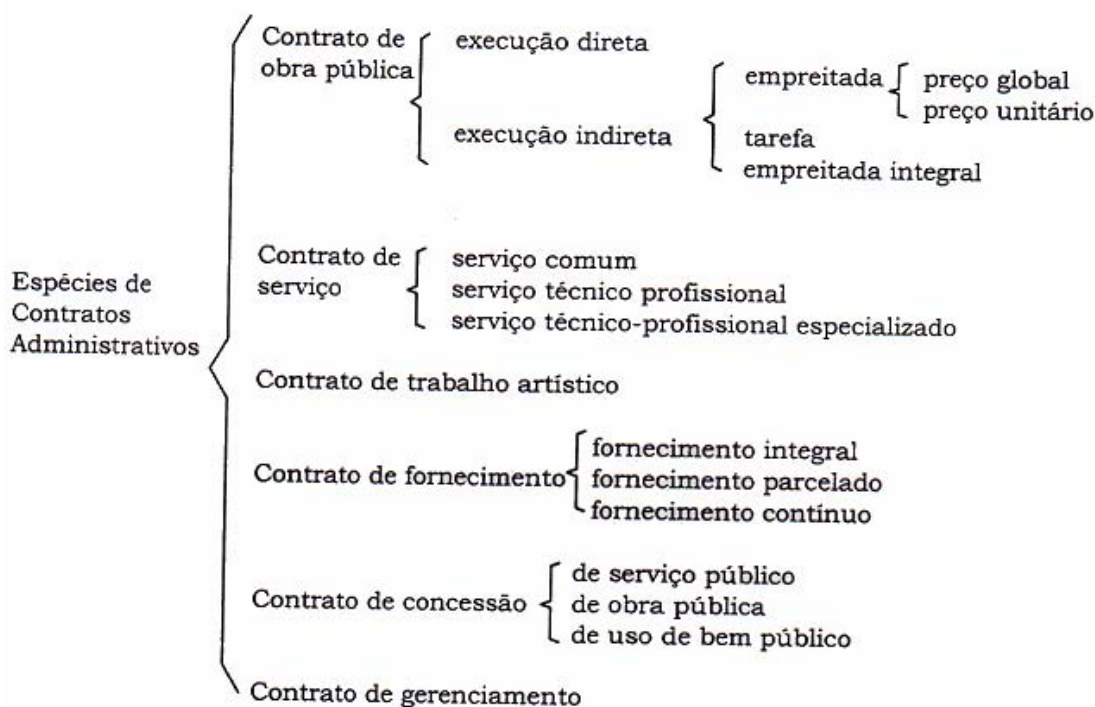 Espécies de
Contratos
Administrativos
Contrato de
obra pública
execução direta
execução indireta
empreitada
preço global
preço unitário
tarefa
empreitada integral
Contrato de
serviço
serviço comum
serviço técnico profissional
serviço técnico-profissional especializado
Contrato de trabalho artístico
Contrato de fornecimento
fornecimento integral
fornecimento parcelado
fornecimento contínuo
Contrato de concessão
de serviço público
de obra pública
de uso de bem público
Contrato de gerenciamento